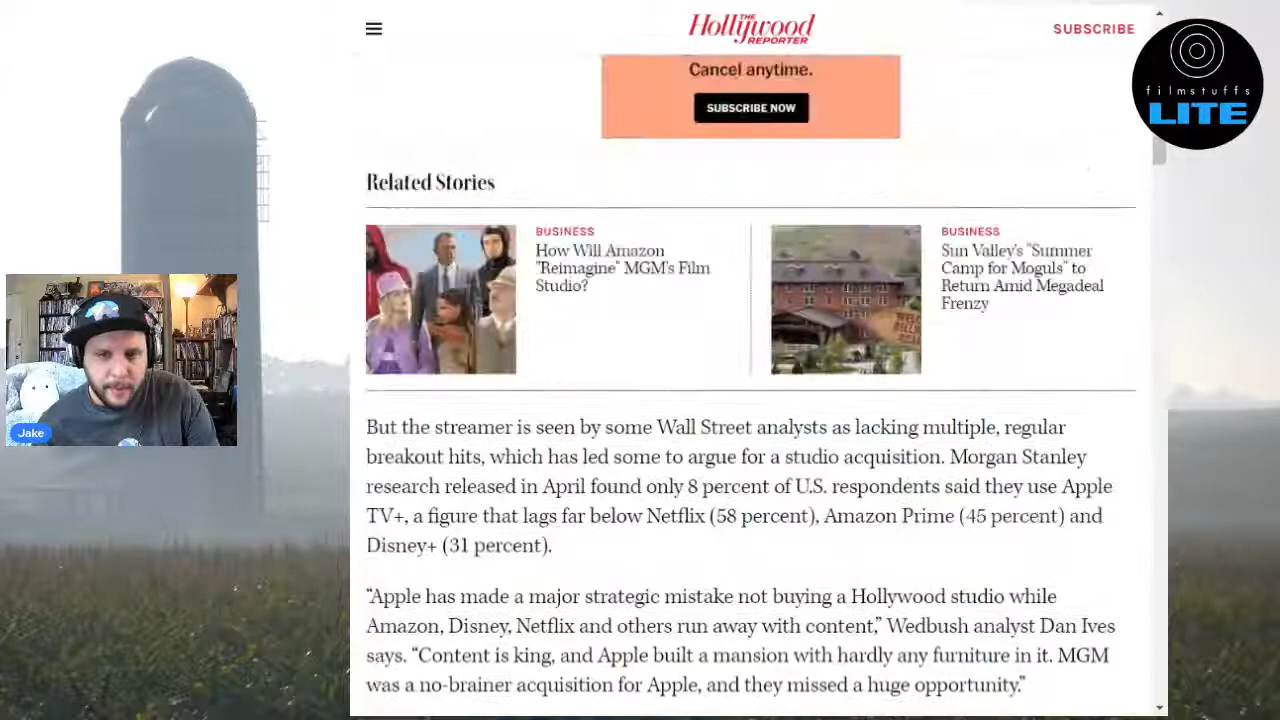 THE
Hollywood
REPORTER
SUBSCRIBE
filmstuffs
LITE
Cancel anytime.
SUBSCRIBE NOW
Related Stories
BUSINESS
How Will Amazon
"Reimagine" MGM's Film
Studio?
BUSINESS
Sun Valley's "Summer
Camp for Moguls" to
Return Amid Megadeal
Frenzy
Jake
But the streamer is seen by some Wall Street analysts as lacking multiple, regular
breakout hits, which has led some to argue for a studio acquisition. Morgan Stanley
research released in April found only 8 percent of U.S. respondents said they use Apple
TV+, a figure that lags far below Netflix (58 percent), Amazon Prime (45 percent) and
Disney+ (31 percent).
“Apple has made a major strategic mistake not buying a Hollywood studio while
Amazon, Disney, Netflix and others run away with content,” Wedbush analyst Dan Ives
says. “Content is king, and Apple built a mansion with hardly any furniture in it. MGM
was a no-brainer acquisition for Apple, and they missed a huge opportunity.”